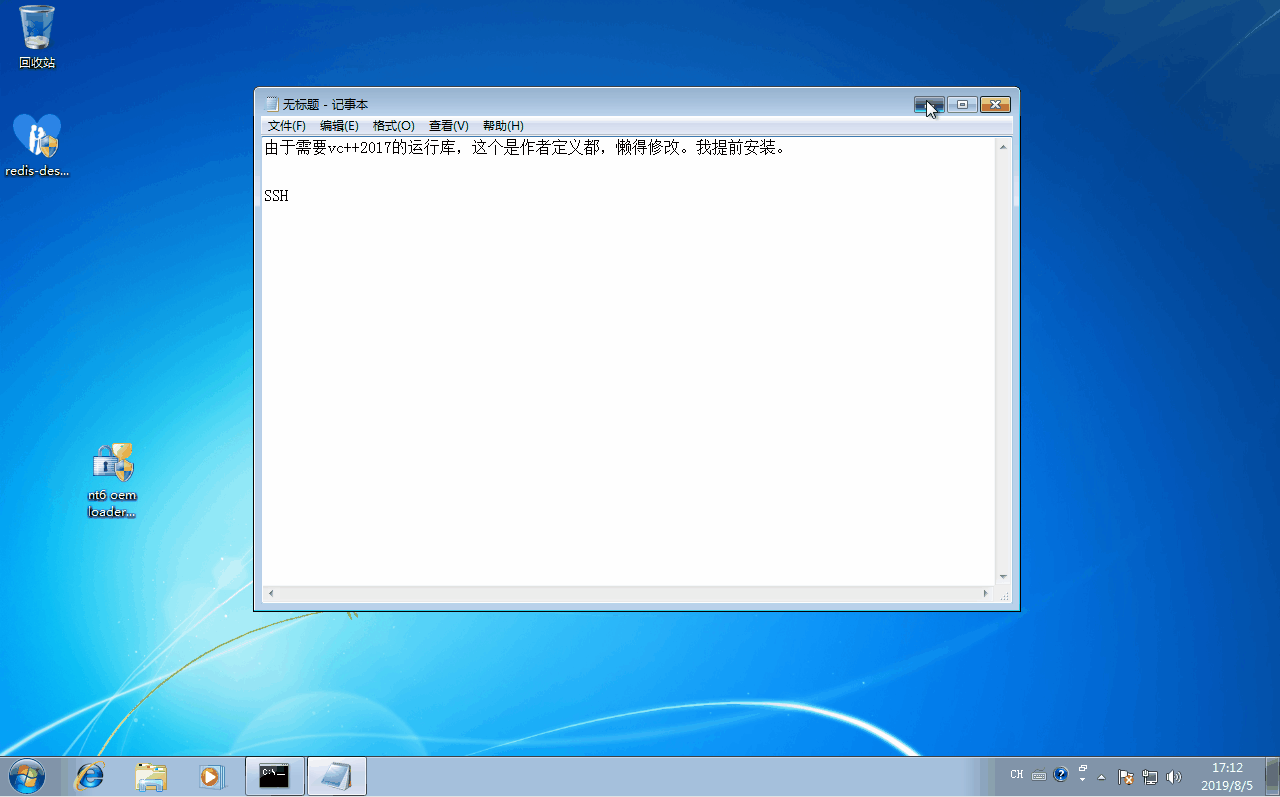 回收站
redis-des...
nt6 oem
loader...
无标题 - 记事本
文件(F) 编辑(E) 格式(O) 查看(V) 帮助(H)
由于需要vc++2017的运行库，这个是作者定义都，懒得修改。我提前安装。
SSH
C:\_
CH
17:12
2019/8/5